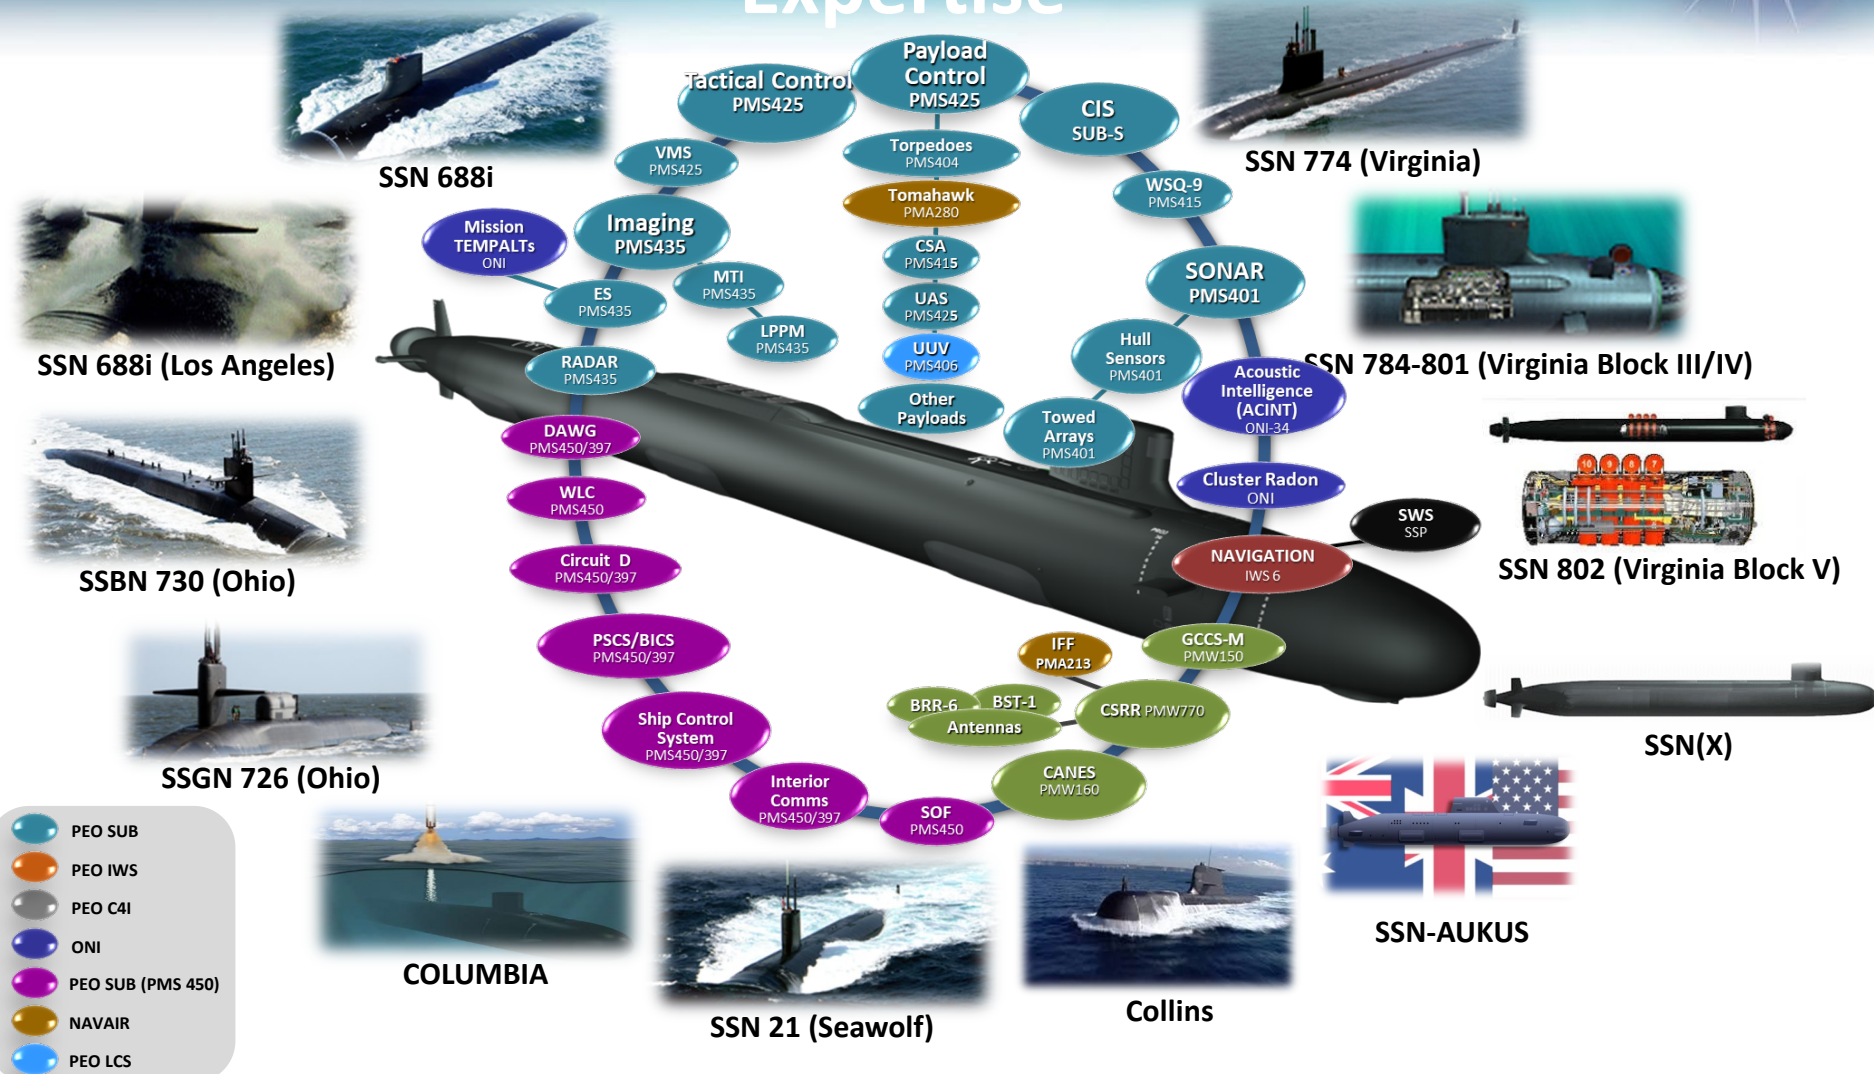 Expertise
Payload
Control
PMS425
Tactical Control
PMS425
CIS
SUB-S
VMS
PMS425
Torpedoes
PMS404
Tomahawk
PMA280
WSQ-9
PMS415
Imaging
PMS435
Mission
TEMPALTs
ONI
CSA
PMS415
SONAR
PMS401
MTI
PMS435
ES
PMS435
UAS
PMS425
LPPM
PMS435
UUV
PMS406
Hull
Sensors
PMS401
RADAR
PMS435
Acoustic
Intelligence
(ACINT)
ONI-34
Other
Payloads
Towed
Arrays
PMS401
DAWG
PMS450/397
Cluster Radon
ONI
WLC
PMS450
SWS
SSP
Circuit D
PMS450/397
NAVIGATION
IWS 6
PSCS/BICS
PMS450/397
IFF
PMA213
GCCS-M
PMW150
BRR-6
BST-1
Antennas
CSRR PMW770
Ship Control
System
PMS450/397
CANES
PMW160
Interior
Comms
PMS450/397
SOF
PMS450
SSN 688i
SSN 774 (Virginia)
SSN 688i (Los Angeles)
SSN 784-801 (Virginia Block III/IV)
SSBN 730 (Ohio)
10 9 8 7
SSN 802 (Virginia Block V)
SSGN 726 (Ohio)
SSN(X)
COLUMBIA
SSN 21 (Seawolf)
Collins
SSN-AUKUS
PEO SUB
PEO IWS
PEO C4I
ONI
PEO SUB (PMS 450)
NAVAIR
PEO LCS